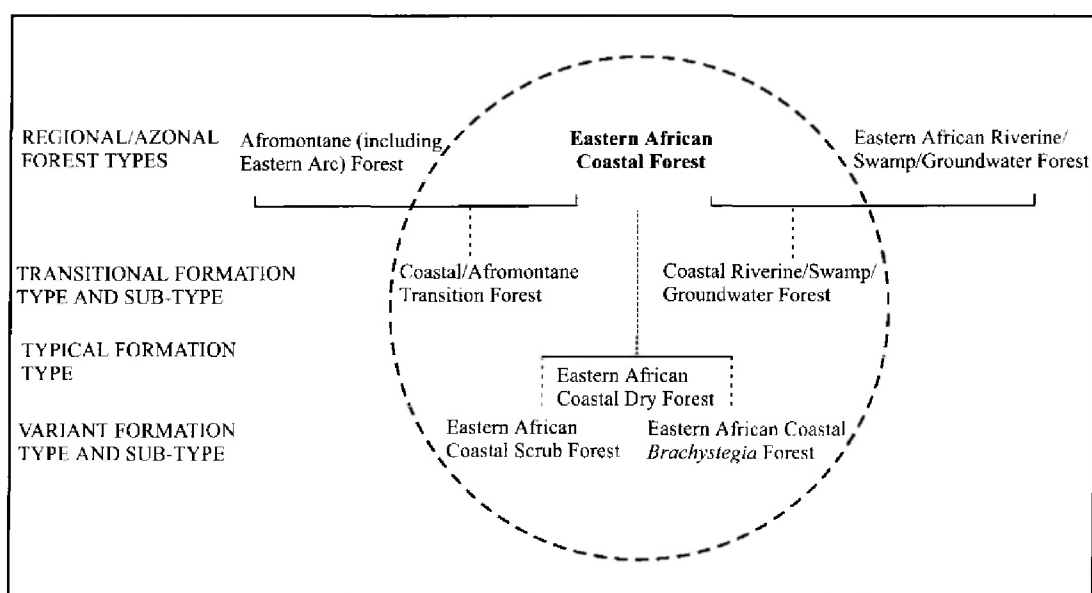 REGIONAL/AZONAL
FOREST TYPES
Afromontane (including
Eastern Arc) Forest
Eastern African
Coastal Forest
Eastern African Riverine/
Swamp/Groundwater Forest
TRANSITIONAL FORMATION
TYPE AND SUB-TYPE
Coastal/Afromontane
Transition Forest
Coastal Riverine/Swamp/
Groundwater Forest
TYPICAL FORMATION
TYPE
Eastern African
Coastal Dry Forest
VARIANT FORMATION
TYPE AND SUB-TYPE
Eastern African
Coastal Scrub Forest
Eastern African Coastal
Brachystegia Forest